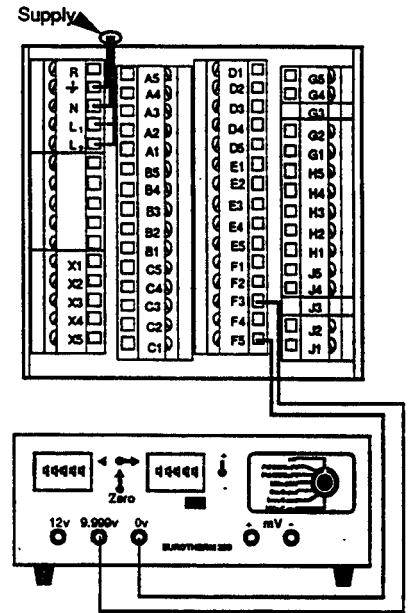 Supply
R
⏚
N
L1
L2
X1
X2
X3
X4
X5
A5
A4
A3
A2
A1
B5
B4
B3
B2
B1
C5
C4
C3
C2
C1
D1
D2
D3
D4
D5
E1
E2
E3
E4
E5
F1
F2
F3
F4
F5
G5
G4
G3
G2
G1
H5
H4
H3
H2
H1
J5
J4
J3
J2
J1
Zero
+
-
12v 9.999v 0v + mV -
EUROTHERM